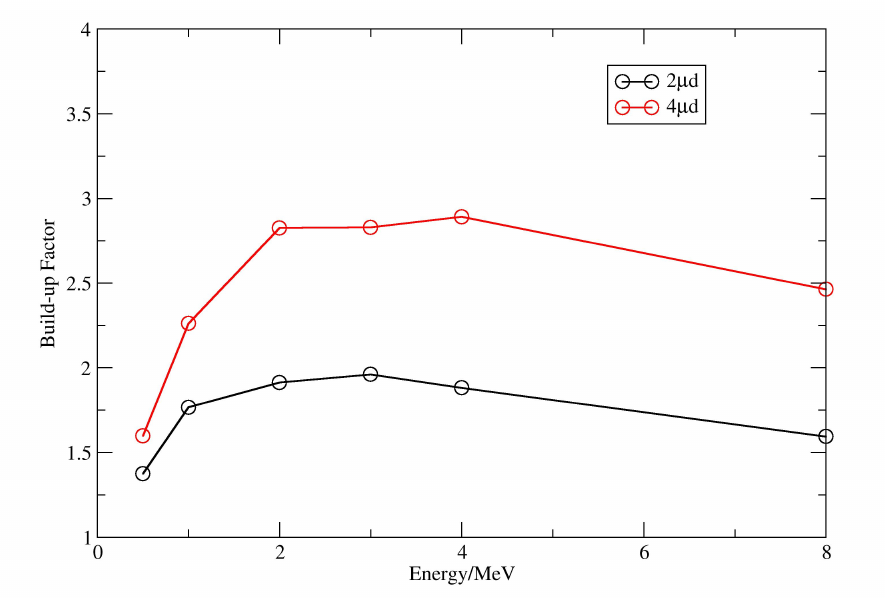 4
3.5
3
2.5
2
1.5
1
Build-up Factor
2μd
4μd
0 2 4 6 8
Energy/MeV